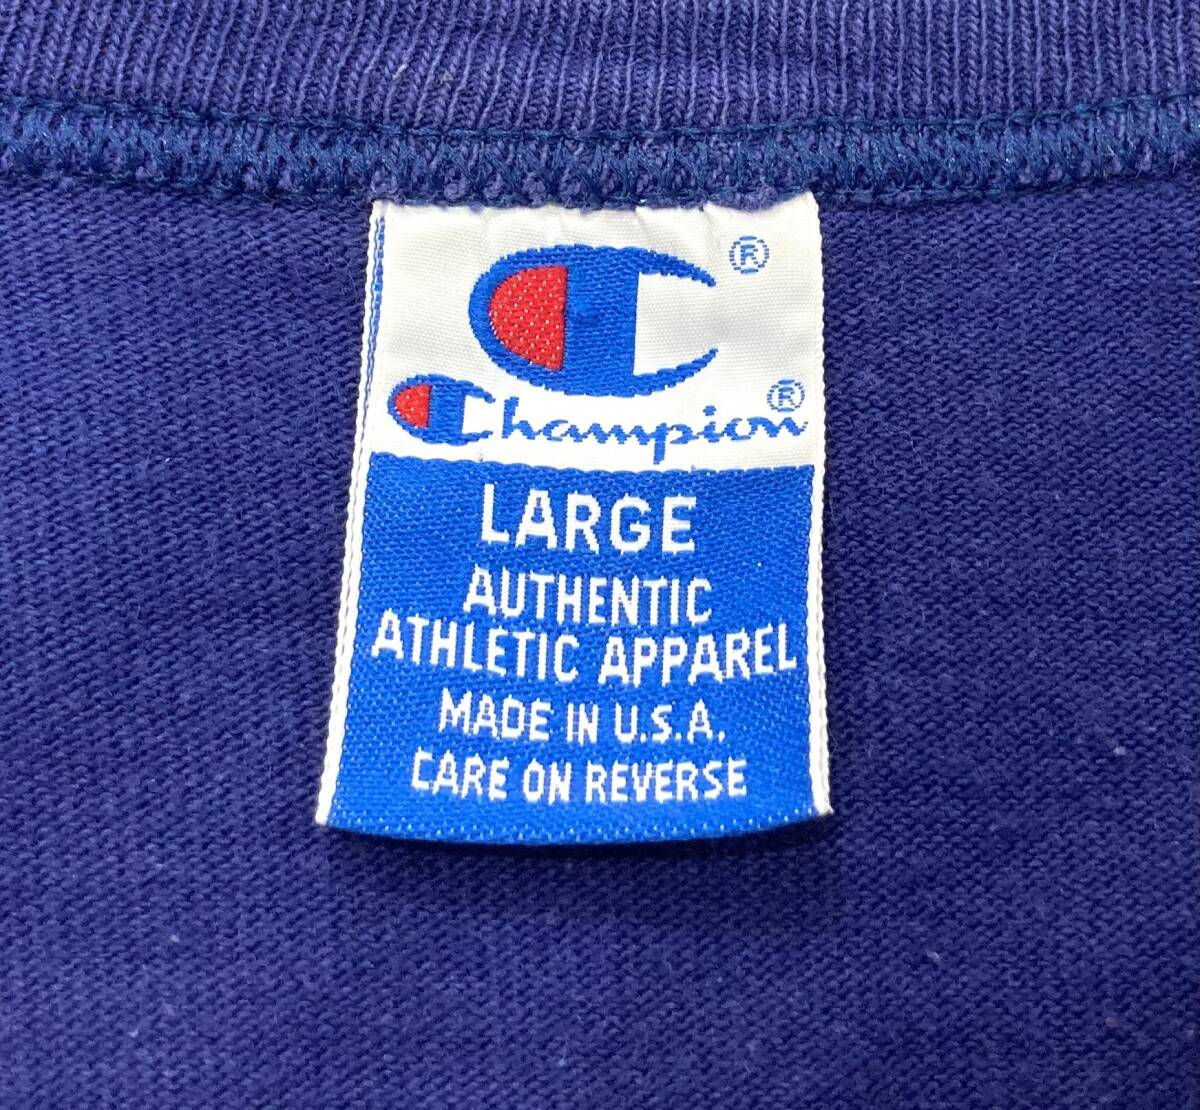 ®
Champion®
LARGE
AUTHENTIC
ATHLETIC APPAREL
MADE IN U.S.A.
CARE ON REVERSE